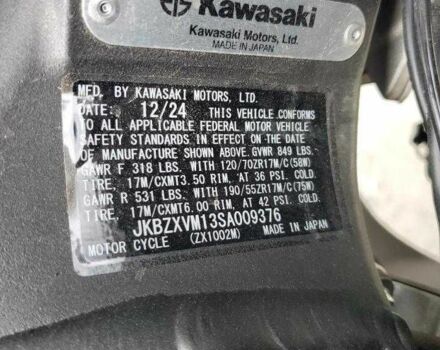 Kawasaki
Kawasaki Motors, Ltd.
MADE IN JAPAN
MFD. BY KAWASAKI MOTORS, LTD.
DATE: 12/24 THIS VEHICLE CONFORMS
TO ALL APPLICABLE FEDERAL MOTOR VEHICLE
SAFETY STANDARDS IN EFFECT ON THE DATE OF
MANUFACTURE SHOWN ABOVE. GVWR 849 LBS.
GAWR F 318 LBS. WITH 120/70ZR17M/C(58W)
TIRE, 17M/CXMT3.50 RIM, AT 36 PSI. COLD.
GAWR R 531 LBS. WITH 190/55ZR17M/C(75W)
TIRE, 17M/CXMT6.00 RIM, AT 42 PSI. COLD.
JKBZXVM13SA009376
MOTOR CYCLE (ZX1002M) MADE IN JAPAN